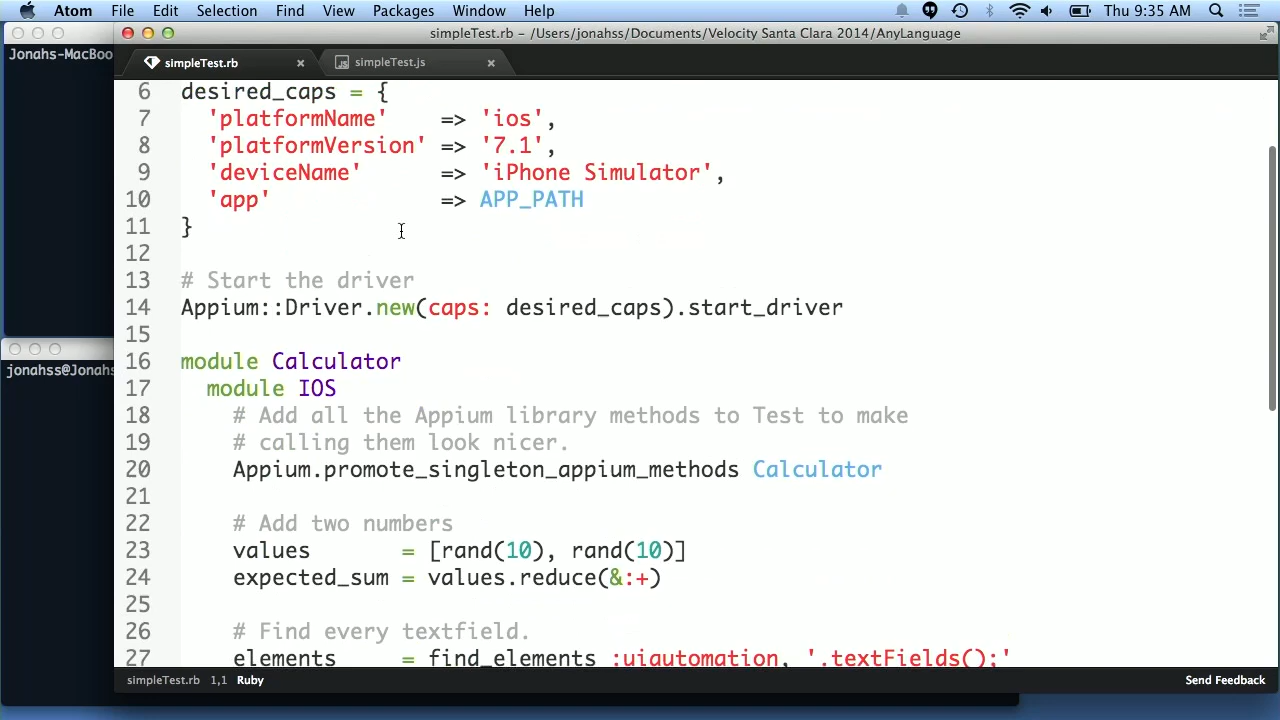 Atom File Edit Selection Find View Packages Window Help Thu 9:35 AM
simpleTest.rb – /Users/jonahss/Documents/Velocity Santa Clara 2014/AnyLanguage
Jonahs-MacBoo
simpleTest.rb simpleTest.js
6 desired_caps = {
7 'platformName' => 'ios',
8 'platformVersion' => '7.1',
9 'deviceName' => 'iPhone Simulator',
10 'app' => APP_PATH
11 }
12
13 # Start the driver
14 Appium::Driver.new(caps: desired_caps).start_driver
15
16 module Calculator
jonahss@Jonahs
17 module IOS
18 # Add all the Appium library methods to Test to make
19 # calling them look nicer.
20 Appium.promote_singleton_appium_methods Calculator
21
22 # Add two numbers
23 values = [rand(10), rand(10)]
24 expected_sum = values.reduce(&:+)
25
26 # Find every textfield.
27 elements = find_elements :uiautomation, '.textFields();'
simpleTest.rb 1,1 Ruby Send Feedback